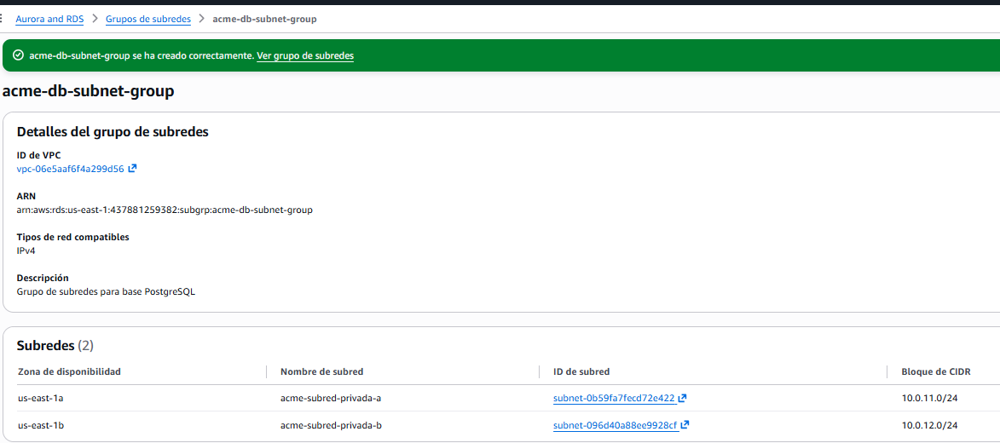 Aurora and RDS > Grupos de subredes > acme-db-subnet-group
acme-db-subnet-group se ha creado correctamente. Ver grupo de subredes
acme-db-subnet-group
Detalles del grupo de subredes
ID de VPC
vpc-06e5aaf6f4a299d56
ARN
arn:aws:rds:us-east-1:437881259382:subgrp:acme-db-subnet-group
Tipos de red compatibles
IPv4
Descripción
Grupo de subredes para base PostgreSQL
Subredes (2)
Zona de disponibilidad Nombre de subred ID de subred Bloque de CIDR
us-east-1a acme-subred-privada-a subnet-0b59fa7fecd72e422 10.0.11.0/24
us-east-1b acme-subred-privada-b subnet-096d40a88ee9928cf 10.0.12.0/24